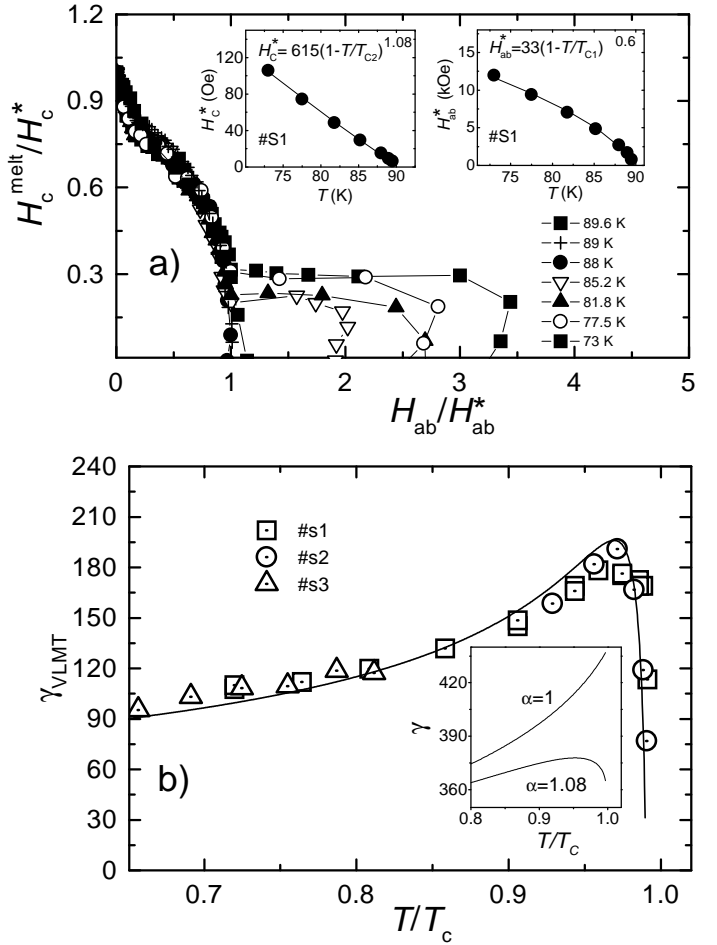 a)
H_c^* = 615(1-T/T_C2)^1.08
H_c^* (Oe)
120
80
40
0
#S1
75 80 85 90
T (K)
H_ab^*=33(1-T/T_C1)^0.6
H_ab^* (kOe)
15
10
5
0
#S1
75 80 85 90
T (K)
H_c^melt/H_c^*
1.2
0.9
0.6
0.3
a)
89.6 K
89 K
88 K
85.2 K
81.8 K
77.5 K
73 K
0 1 2 3 4 5
H_ab/H_ab^*
γ_VLMT
240
210
180
150
120
90
60
30
0
#s1
#s2
#s3
b)
γ
420
390
360
α=1
α=1.08
0.8 0.9 1.0
T/T_C
0.7 0.8 0.9 1.0
T/T_c